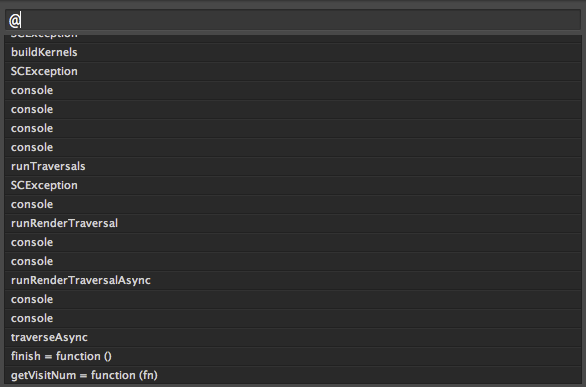 @
SCException
buildKernels
SCException
console
console
console
console
runTraversals
SCException
console
runRenderTraversal
console
console
runRenderTraversalAsync
console
console
traverseAsync
finish = function ()
getVisitNum = function (fn)